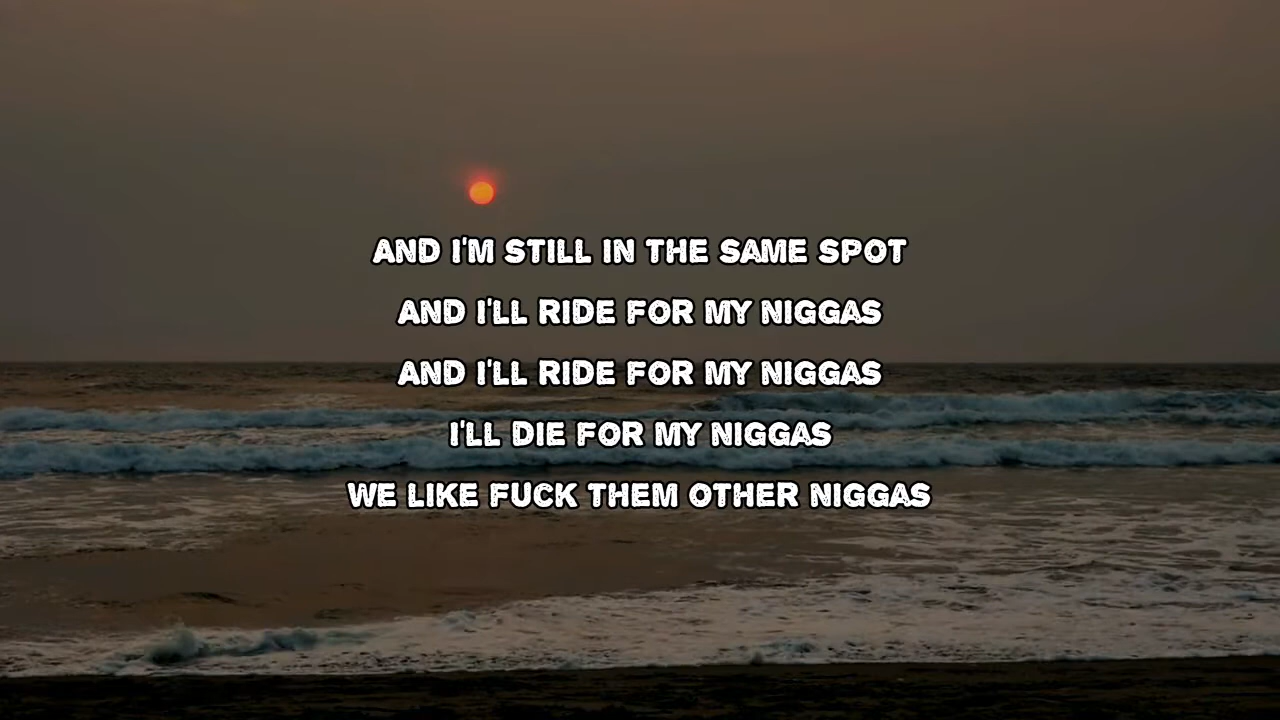 AND I'M STILL IN THE SAME SPOT
AND I'LL RIDE FOR MY NIGGAS
AND I'LL RIDE FOR MY NIGGAS
I'LL DIE FOR MY NIGGAS
WE LIKE FUCK THEM OTHER NIGGAS